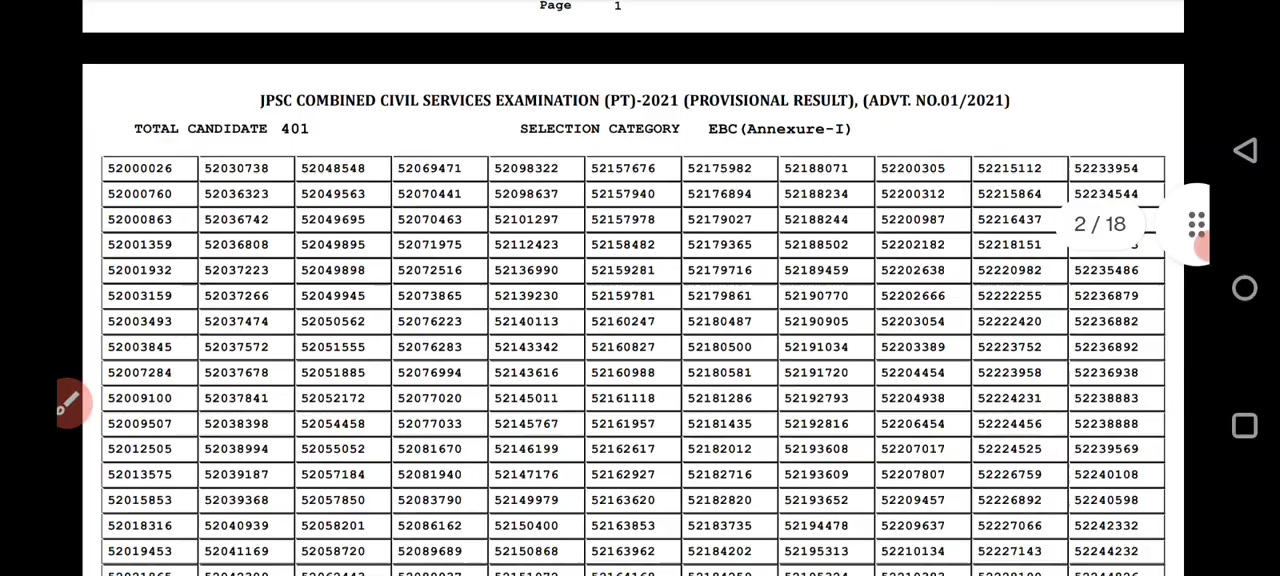 Page 1
JPSC COMBINED CIVIL SERVICES EXAMINATION (PT)-2021 (PROVISIONAL RESULT), (ADVT. NO.01/2021)
TOTAL CANDIDATE 401 SELECTION CATEGORY EBC(Annexure-I)
52000026 52030738 52048548 52069471 52098322 52157676 52175982 52188071 52200305 52215112 52233954
52000760 52036323 52049563 52070441 52098637 52157940 52176894 52188234 52200312 52215864 52234544
52000863 52036742 52049695 52070463 52101297 52157978 52179027 52188244 52200987 52216437
2 / 18
52001359 52036808 52049895 52071975 52112423 52158482 52179365 52188502 52202182 52218151
52001932 52037223 52049898 52072516 52136990 52159281 52179716 52189459 52202638 52220982 52235486
52003159 52037266 52049945 52073865 52139230 52159781 52179861 52190770 52202666 52222255 52236879
52003493 52037474 52050562 52076223 52140113 52160247 52180487 52190905 52203054 52222420 52236882
52003845 52037572 52051555 52076283 52143342 52160827 52180500 52191034 52203389 52223752 52236892
52007284 52037678 52051885 52076994 52143616 52160988 52180581 52191720 52204454 52223958 52236938
52009100 52037841 52052172 52077020 52145011 52161118 52181286 52192793 52204938 52224231 52238883
52009507 52038398 52054458 52077033 52145767 52161957 52181435 52192816 52206454 52224456 52238888
52012505 52038994 52055052 52081670 52146199 52162617 52182012 52193608 52207017 52224525 52239569
52013575 52039187 52057184 52081940 52147176 52162927 52182716 52193609 52207807 52226759 52240108
52015853 52039368 52057850 52083790 52149979 52163620 52182820 52193652 52209457 52226892 52240598
52018316 52040939 52058201 52086162 52150400 52163853 52183735 52194478 52209637 52227066 52242332
52019453 52041169 52058720 52089689 52150868 52163962 52184202 52195313 52210134 52227143 52244232